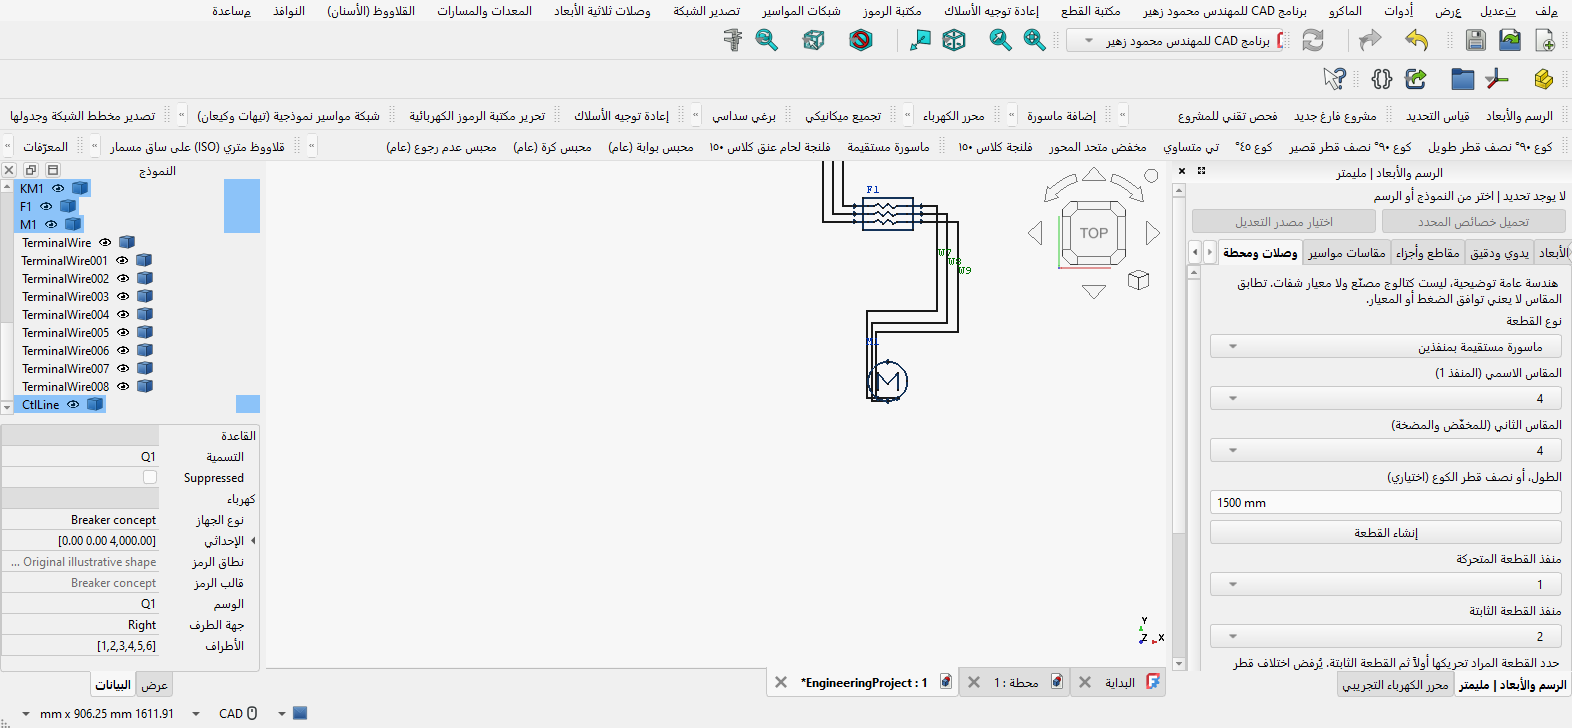 ملف تعديل عرض أدوات الماكرو برنامج CAD للمهندس محمود زهير مكتبة القطع إعادة توجيه الأسلاك مكتبة الرموز شبكات المواسير تصدير الشبكة وصلات ثلاثية الأبعاد المعدات والمسارات القلاووظ (الأسنان) النوافذ مساعدة
برنامج CAD للمهندس محمود زهير
الرسم والأبعاد قياس التحديد مشروع فارغ جديد فحص تقني للمشروع إضافة ماسورة محرر الكهرباء تجميع ميكانيكي برغي سداسي إعادة توجيه الأسلاك تحرير مكتبة الرموز الكهربائية شبكة مواسير نموذجية (تيهات وكيعان) تصدير مخطط الشبكة وجدولها
كوع ٩٠° نصف قطر طويل كوع ٩٠° نصف قطر قصير كوع ٤٥° تي متساوي مخفض متحد المحور فلنجة كلاس ١٥٠ ماسورة مستقيمة فلنجة لحام عنق كلاس ١٥٠ محبس بوابة (عام) محبس كرة (عام) محبس عدم رجوع (عام) قلاووظ متري (ISO) على ساق مسمار المعرّفات
النموذج
KM1
F1
M1
TerminalWire
TerminalWire001
TerminalWire002
TerminalWire003
TerminalWire004
TerminalWire005
TerminalWire006
TerminalWire007
TerminalWire008
CtlLine
القاعدة
التسمية Q1
Suppressed
كهرباء
نوع الجهاز Breaker concept
الإحداثي [0.00 0.00 4,000.00]
نطاق الرمز Original illustrative shape ...
قالب الرمز Breaker concept
الوسم Q1
جهة الطرف Right
الأطراف [1,2,3,4,5,6]
عرض البيانات
F1
W7
W8
W9
M1
M
TOP
Y
Z X
البداية
محطة : 1
EngineeringProject : 1*
الرسم والأبعاد | مليمتر
لا يوجد تحديد | اختر من النموذج أو الرسم
تحميل خصائص المحدد اختيار مصدر التعديل
الأبعاد يدوي ودقيق مقاطع وأجزاء مقاسات مواسير وصلات ومحطة
هندسة عامة توضيحية، ليست كتالوج مصنّع ولا معيار شفات. تطابق
المقاس لا يعني توافق الضغط أو المعيار.
نوع القطعة
ماسورة مستقيمة بمنفذين
المقاس الاسمي (المنفذ 1)
4
المقاس الثاني (للمخفّض والمضخة)
4
الطول، أو نصف قطر الكوع (اختياري)
1500 mm
إنشاء القطعة
منفذ القطعة المتحركة
1
منفذ القطعة الثابتة
2
حدد القطعة المراد تحريكها أولاً ثم القطعة الثابتة. يُرفض اختلاف قطر
الرسم والأبعاد | مليمتر محرر الكهرباء التجريبي
mm x 906.25 mm 1611.91 CAD